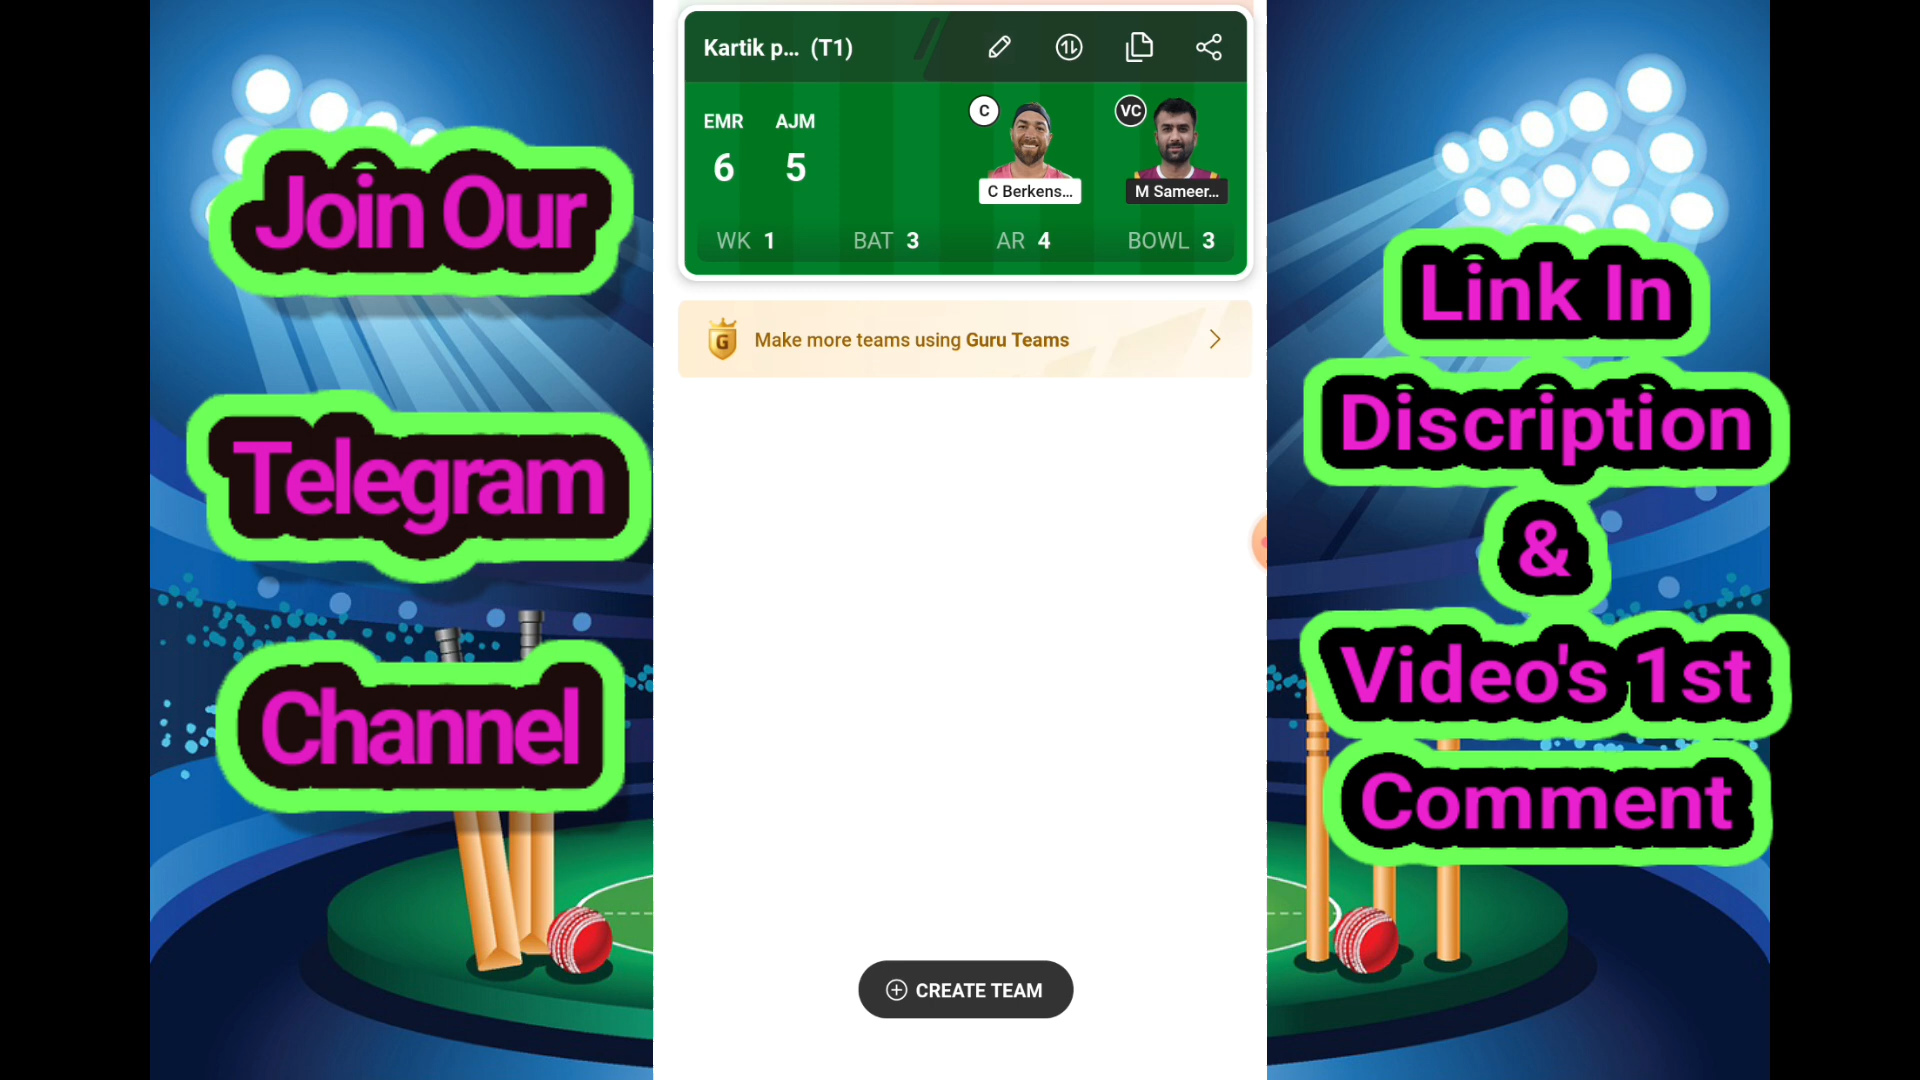 Join Our
Telegram
Channel
Kartik p... (T1)
EMR AJM
6 5
C
VC
C Berkens...
M Sameer...
WK 1 BAT 3 AR 4 BOWL 3
G
Make more teams using Guru Teams
CREATE TEAM
Link In
Discription
&
Video's 1st
Comment